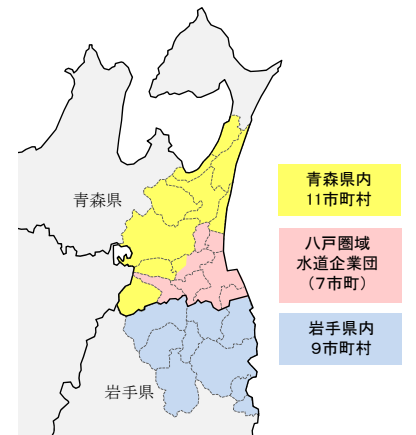 青森県
青森県内
11市町村
八戸圏域
水道企業団
(7市町)
岩手県内
9市町村
岩手県